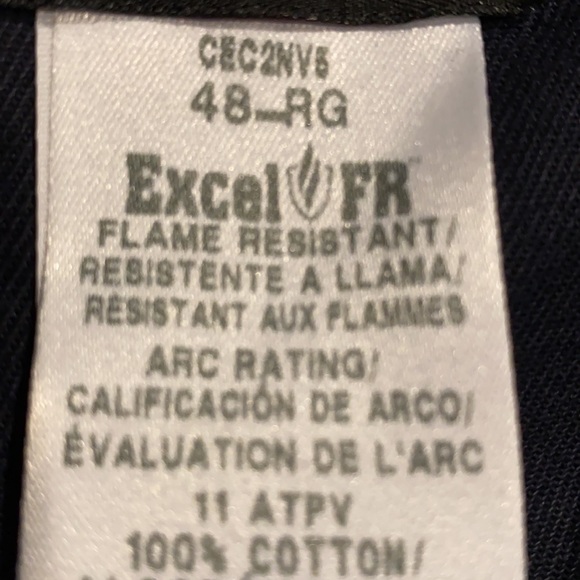 CEC2NV5
48-RG
Excel FR™
FLAME RESISTANT/
RESISTENTE A LLAMA/
RÉSISTANT AUX FLAMMES
ARC RATING/
CALIFICACIÓN DE ARCO/
ÉVALUATION DE L'ARC
11 ATPV
100% COTTON/